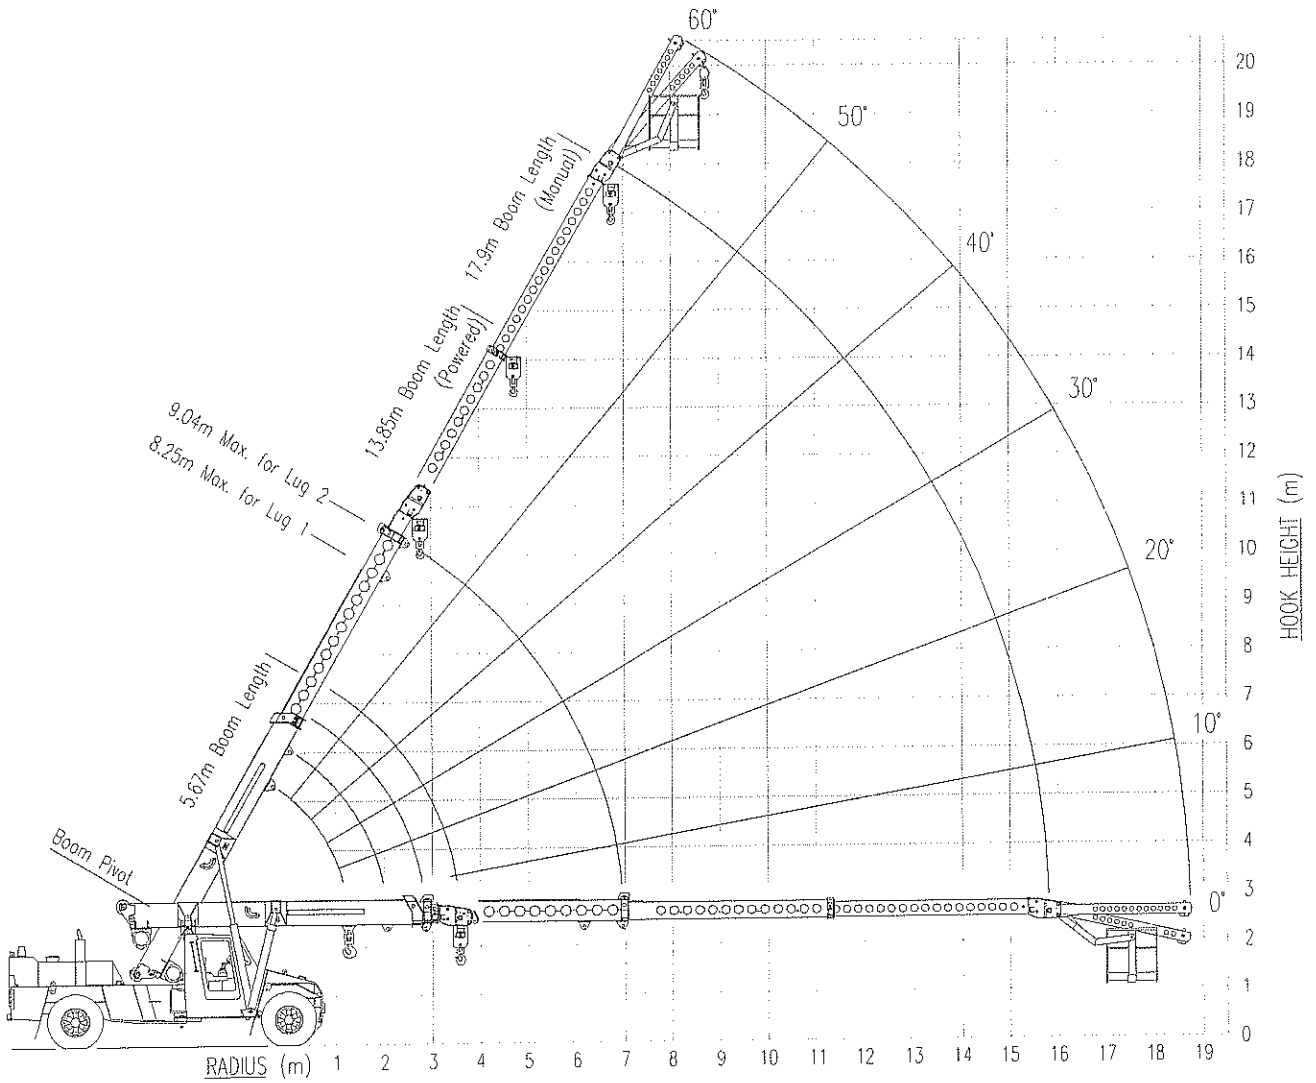 60°
50°
40°
30°
20°
10°
0°
17.9m Boom Length
(Manual)
13.85m Boom Length
(Powered)
9.04m Max. for Lug 2
8.25m Max. for Lug 1
5.67m Boom Length
Boom Pivot
20
19
18
17
16
15
14
13
12
11
10
9
8
7
6
5
4
3
2
1
0
HOOK HEIGHT (m)
RADIUS (m) 1 2 3 4 5 6 7 8 9 10 11 12 13 14 15 16 17 18 19